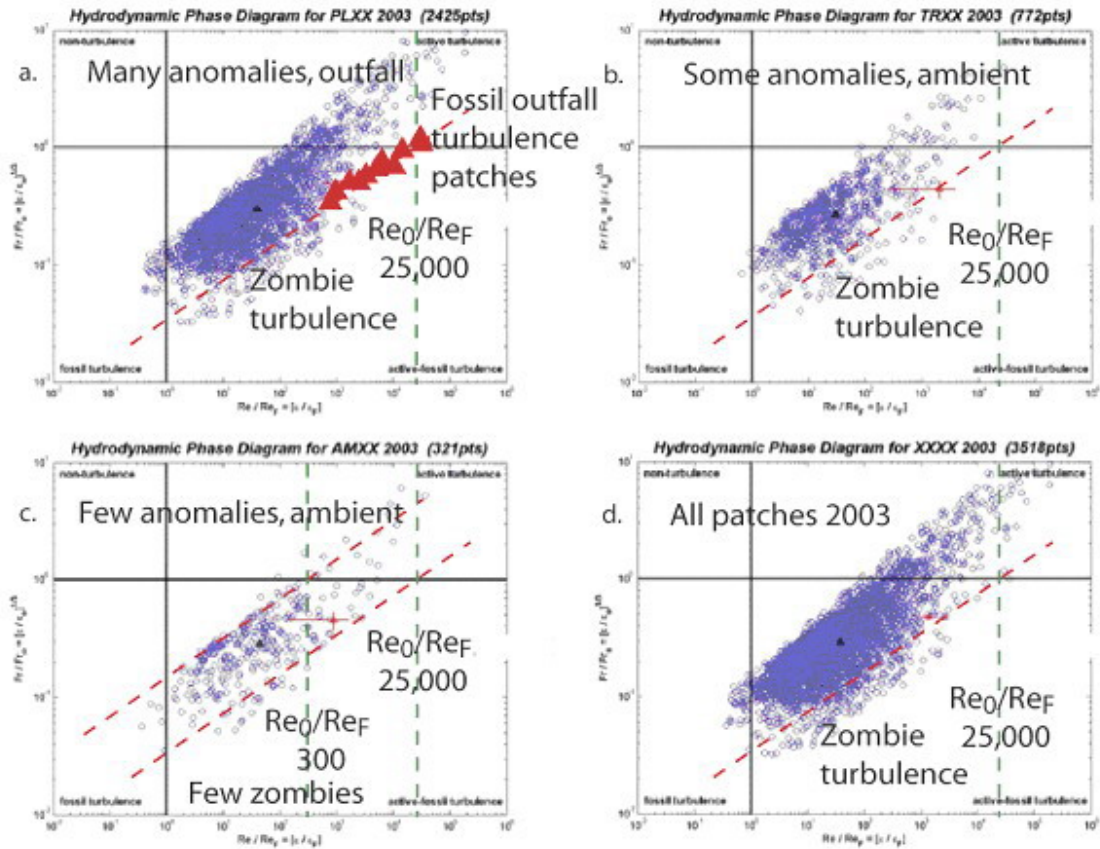 Hydrodynamic Phase Diagram for PLXX 2003 (2425pts)
a.
non-turbulence
active turbulence
Many anomalies, outfall
Fossil outfall
turbulence
patches
Re0/ReF
25,000
Zombie
turbulence
fossil turbulence
active-fossil turbulence
Hydrodynamic Phase Diagram for TRXX 2003 (772pts)
b.
non-turbulence
active turbulence
Some anomalies, ambient
Re0/ReF
25,000
Zombie
turbulence
fossil turbulence
active-fossil turbulence
Hydrodynamic Phase Diagram for AMXX 2003 (321pts)
c.
non-turbulence
active turbulence
Few anomalies, ambient
Re0/ReF
25,000
Re0/ReF
300
Few zombies
fossil turbulence
active-fossil turbulence
Hydrodynamic Phase Diagram for XXXX 2003 (3518pts)
d.
non-turbulence
active turbulence
All patches 2003
Re0/ReF
25,000
Zombie
turbulence
fossil turbulence
active-fossil turbulence